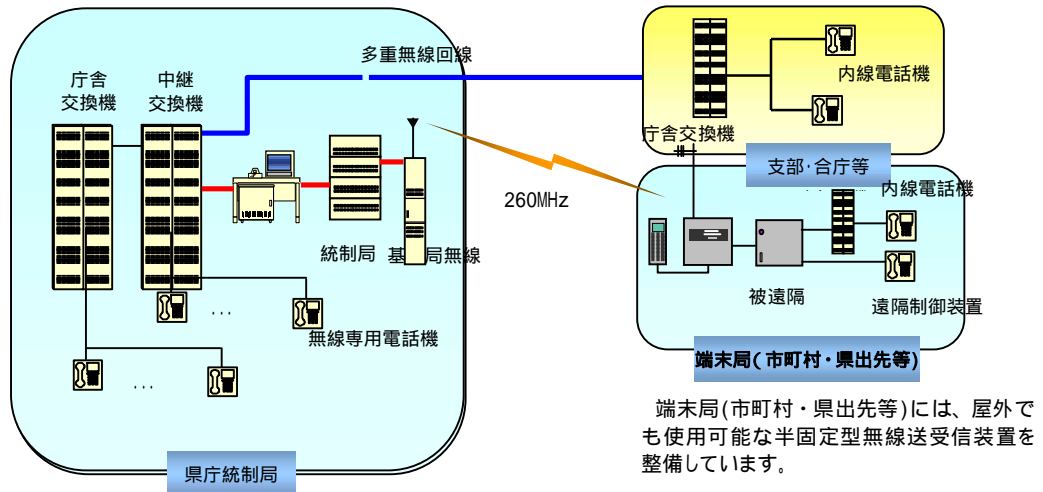 多重無線回線
庁舎
交換機
中継
交換機
統制局
基
局無線
無線専用電話機
...
...
県庁統制局
260MHz
内線電話機
庁舎交換機
支部・合庁等
内線電話機
被遠隔
遠隔制御装置
端末局(市町村・県出先等)
端末局(市町村・県出先等)には、屋外で
も使用可能な半固定型無線送受信装置を
整備しています。